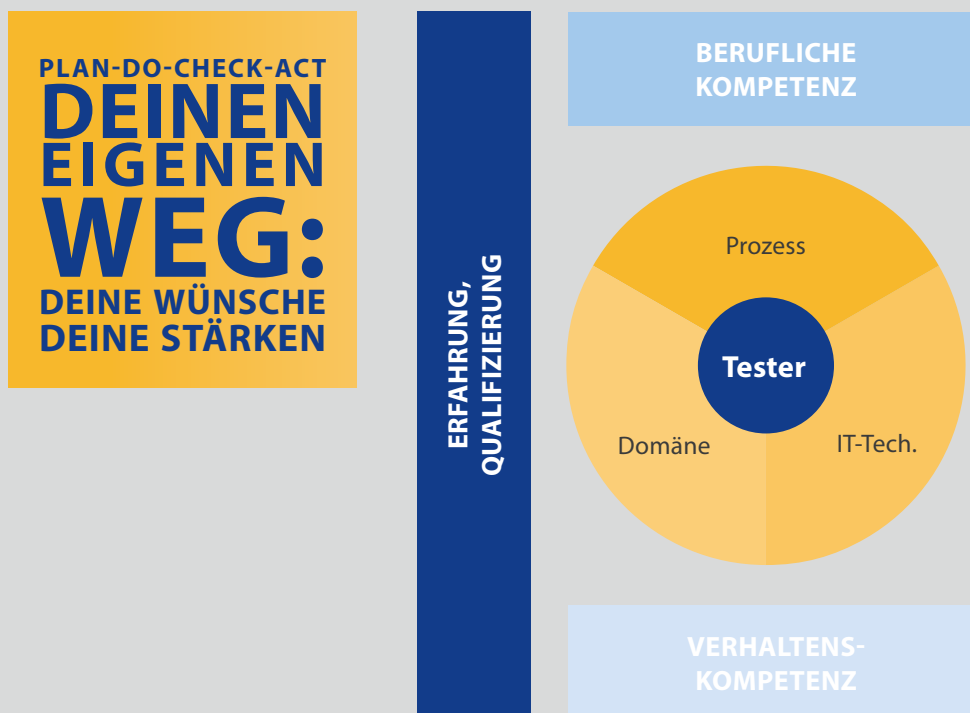 PLAN-DO-CHECK-ACT
DEINEN
EIGENEN
WEG:
DEINE WÜNSCHE
DEINE STÄRKEN
ERFAHRUNG,
QUALIFIZIERUNG
BERUFLICHE
KOMPETENZ
Prozess
Tester
Domäne
IT-Tech.
VERHALTENS-
KOMPETENZ